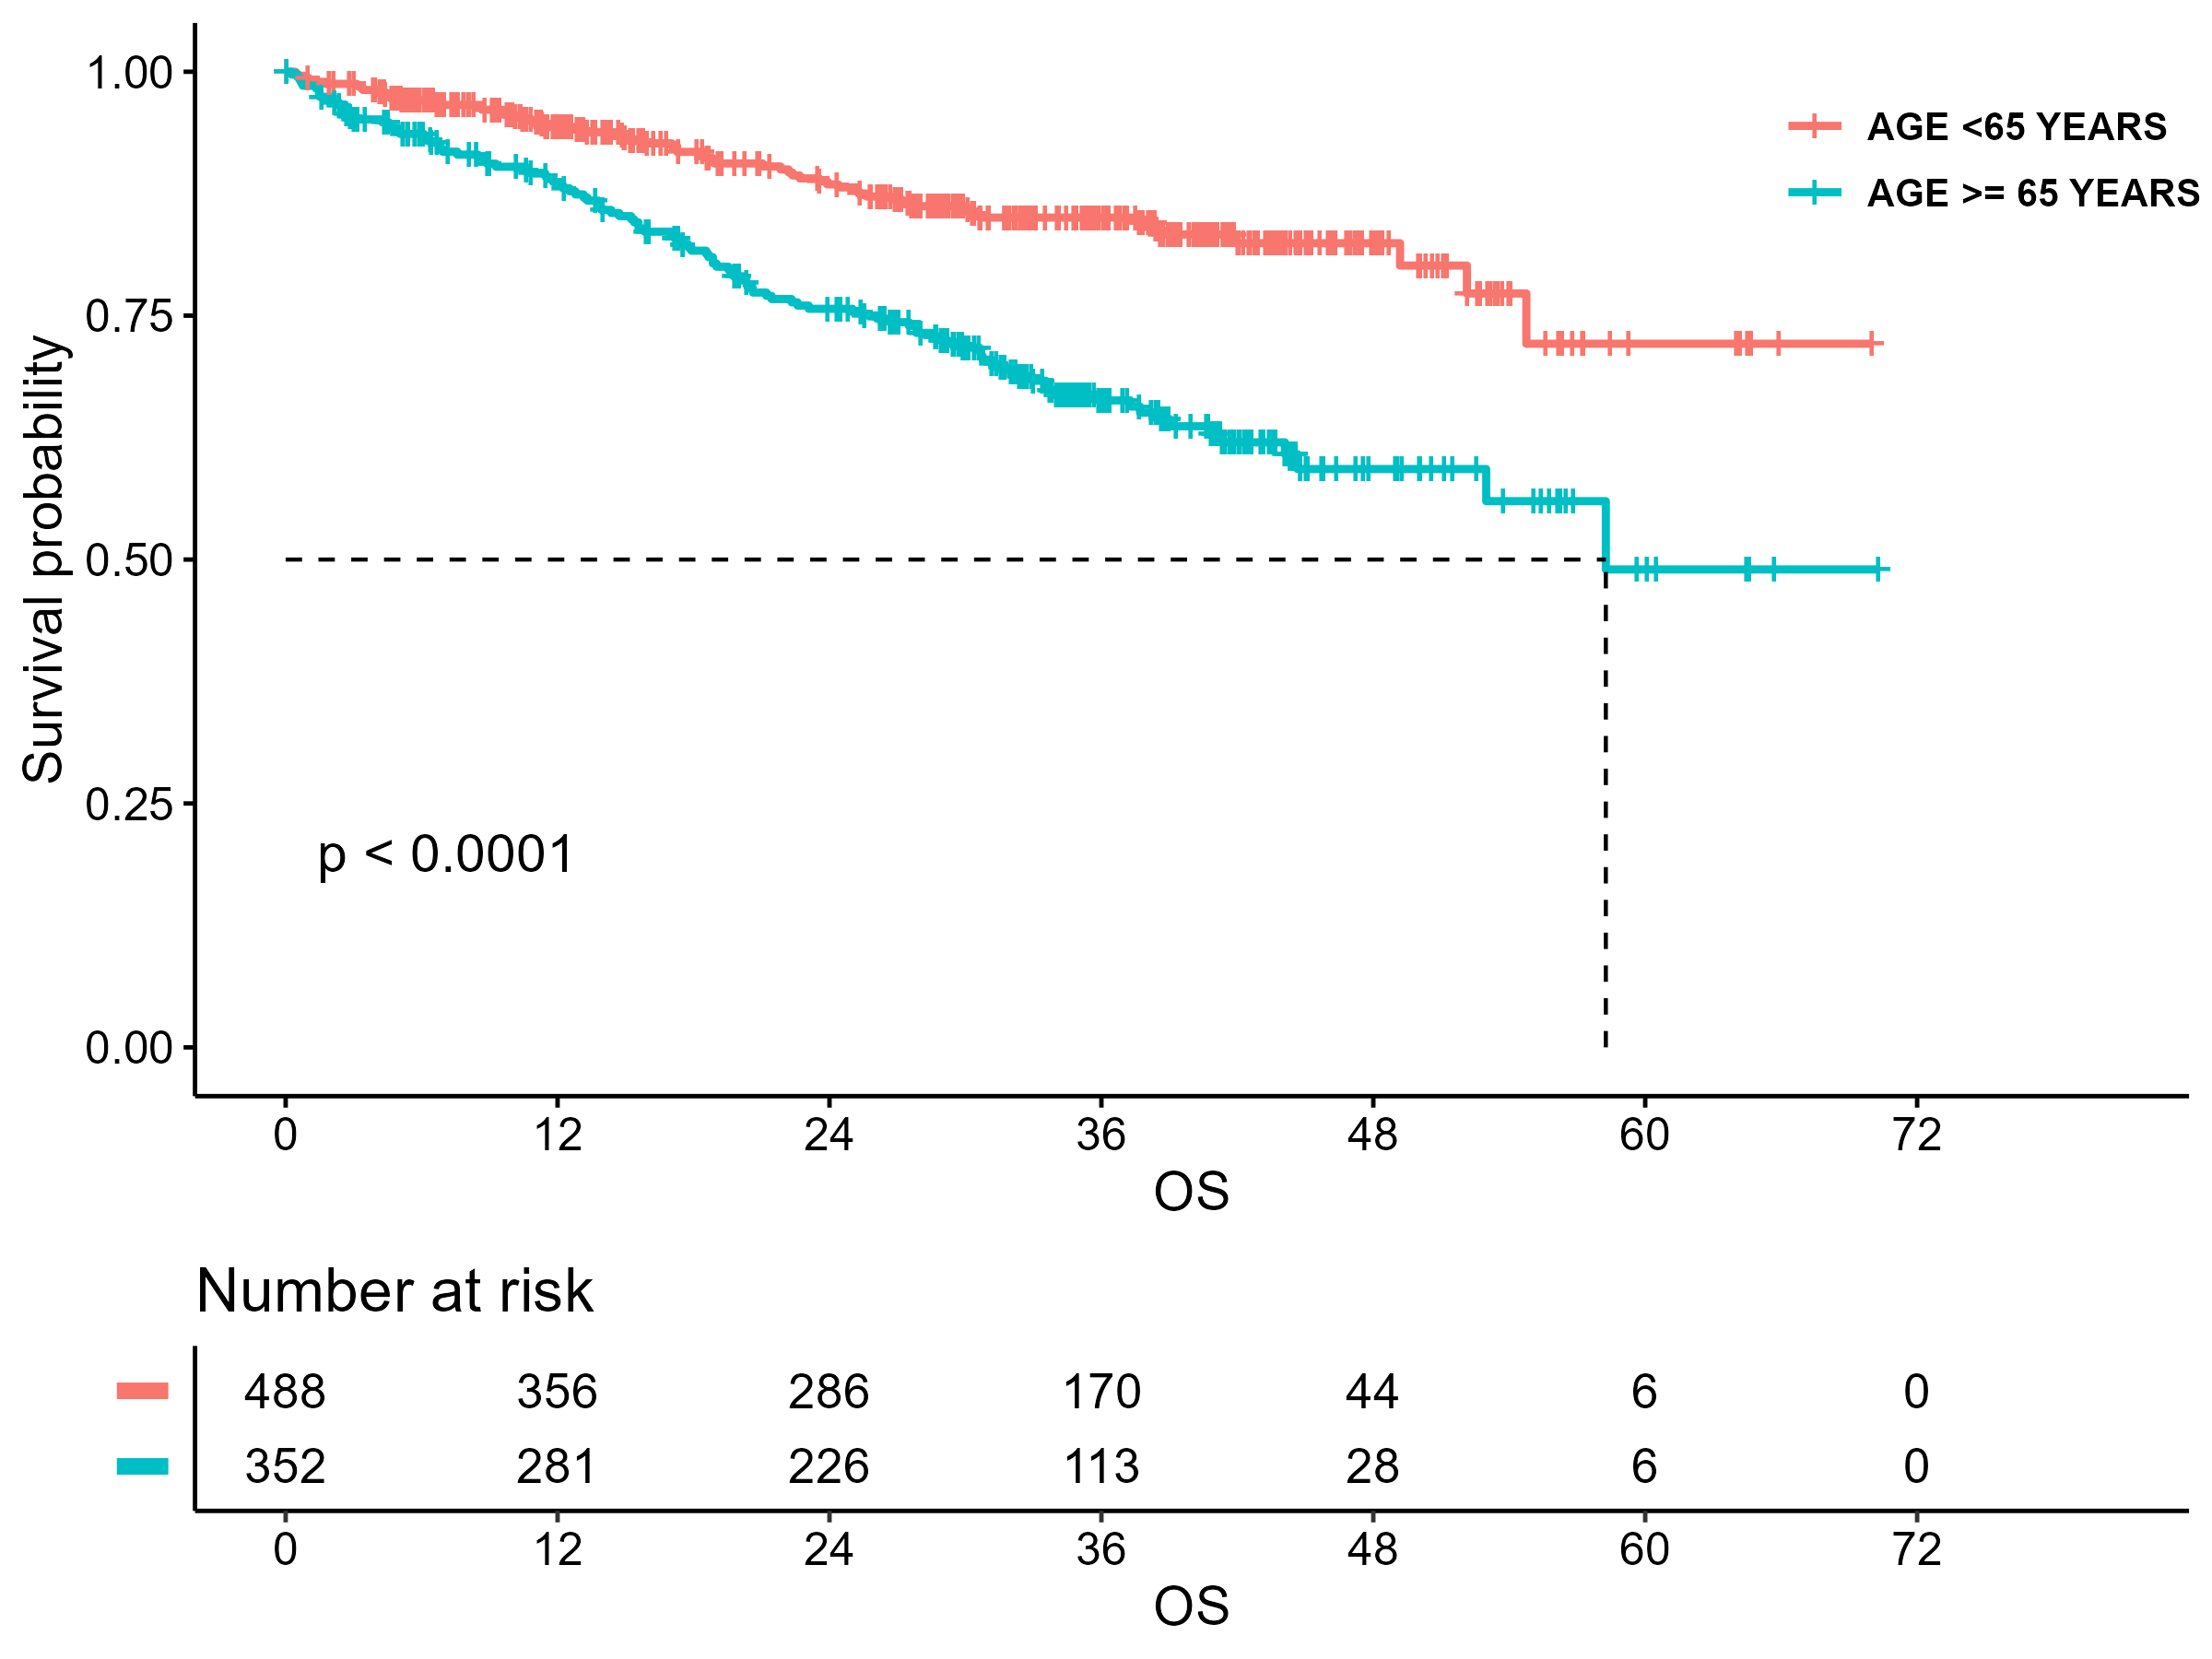 1.00
AGE <65 YEARS
AGE >= 65 YEARS
0.75
Survival probability
0.50
0.25
p < 0.0001
0.00
0 12 24 36 48 60 72
OS
Number at risk
488 356 286 170 44 6 0
352 281 226 113 28 6 0
0 12 24 36 48 60 72
OS